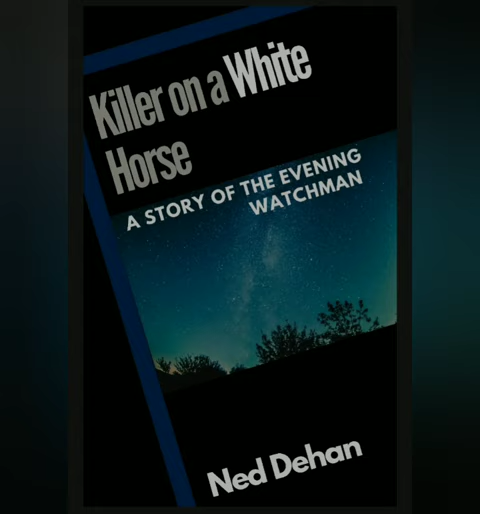 Killer on a White
Horse
A STORY OF THE EVENING
WATCHMAN
Ned Dehan